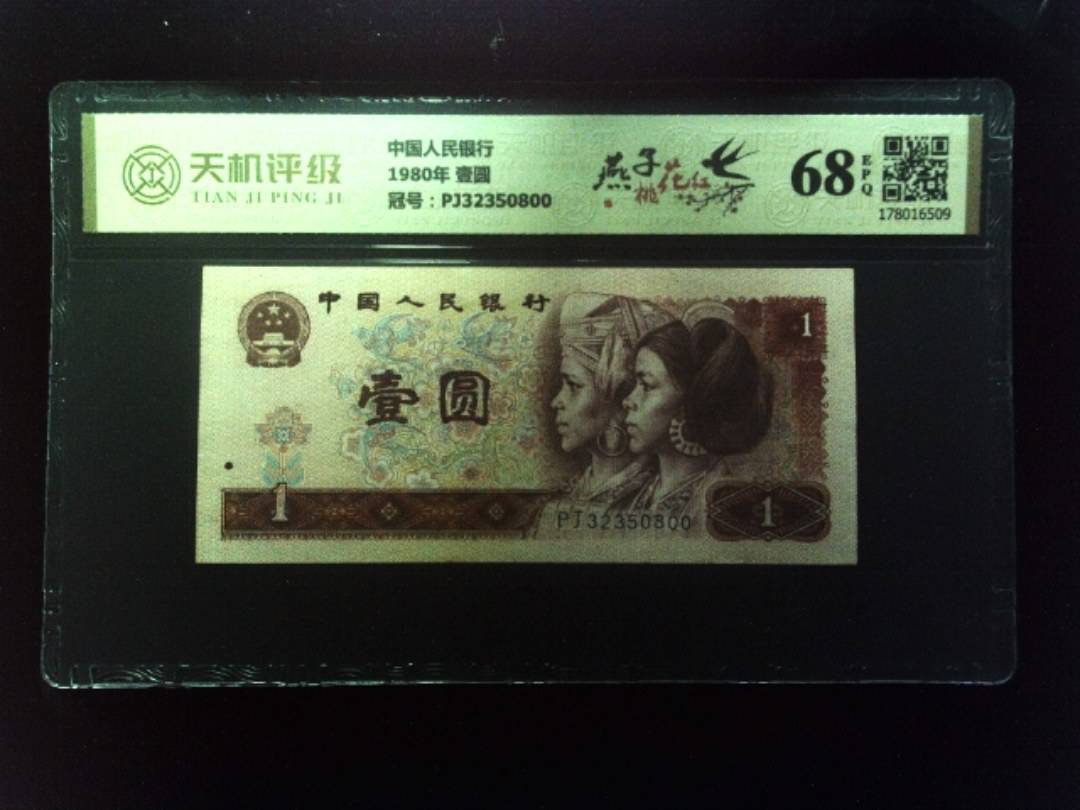 天机评级
TIAN JI PING JI
中国人民银行
1980年 壹圆
冠号：PJ32350800
燕子
桃花红
68
EPQ
178016509
中国人民银行
1
壹圆
1
PJ32350800
1